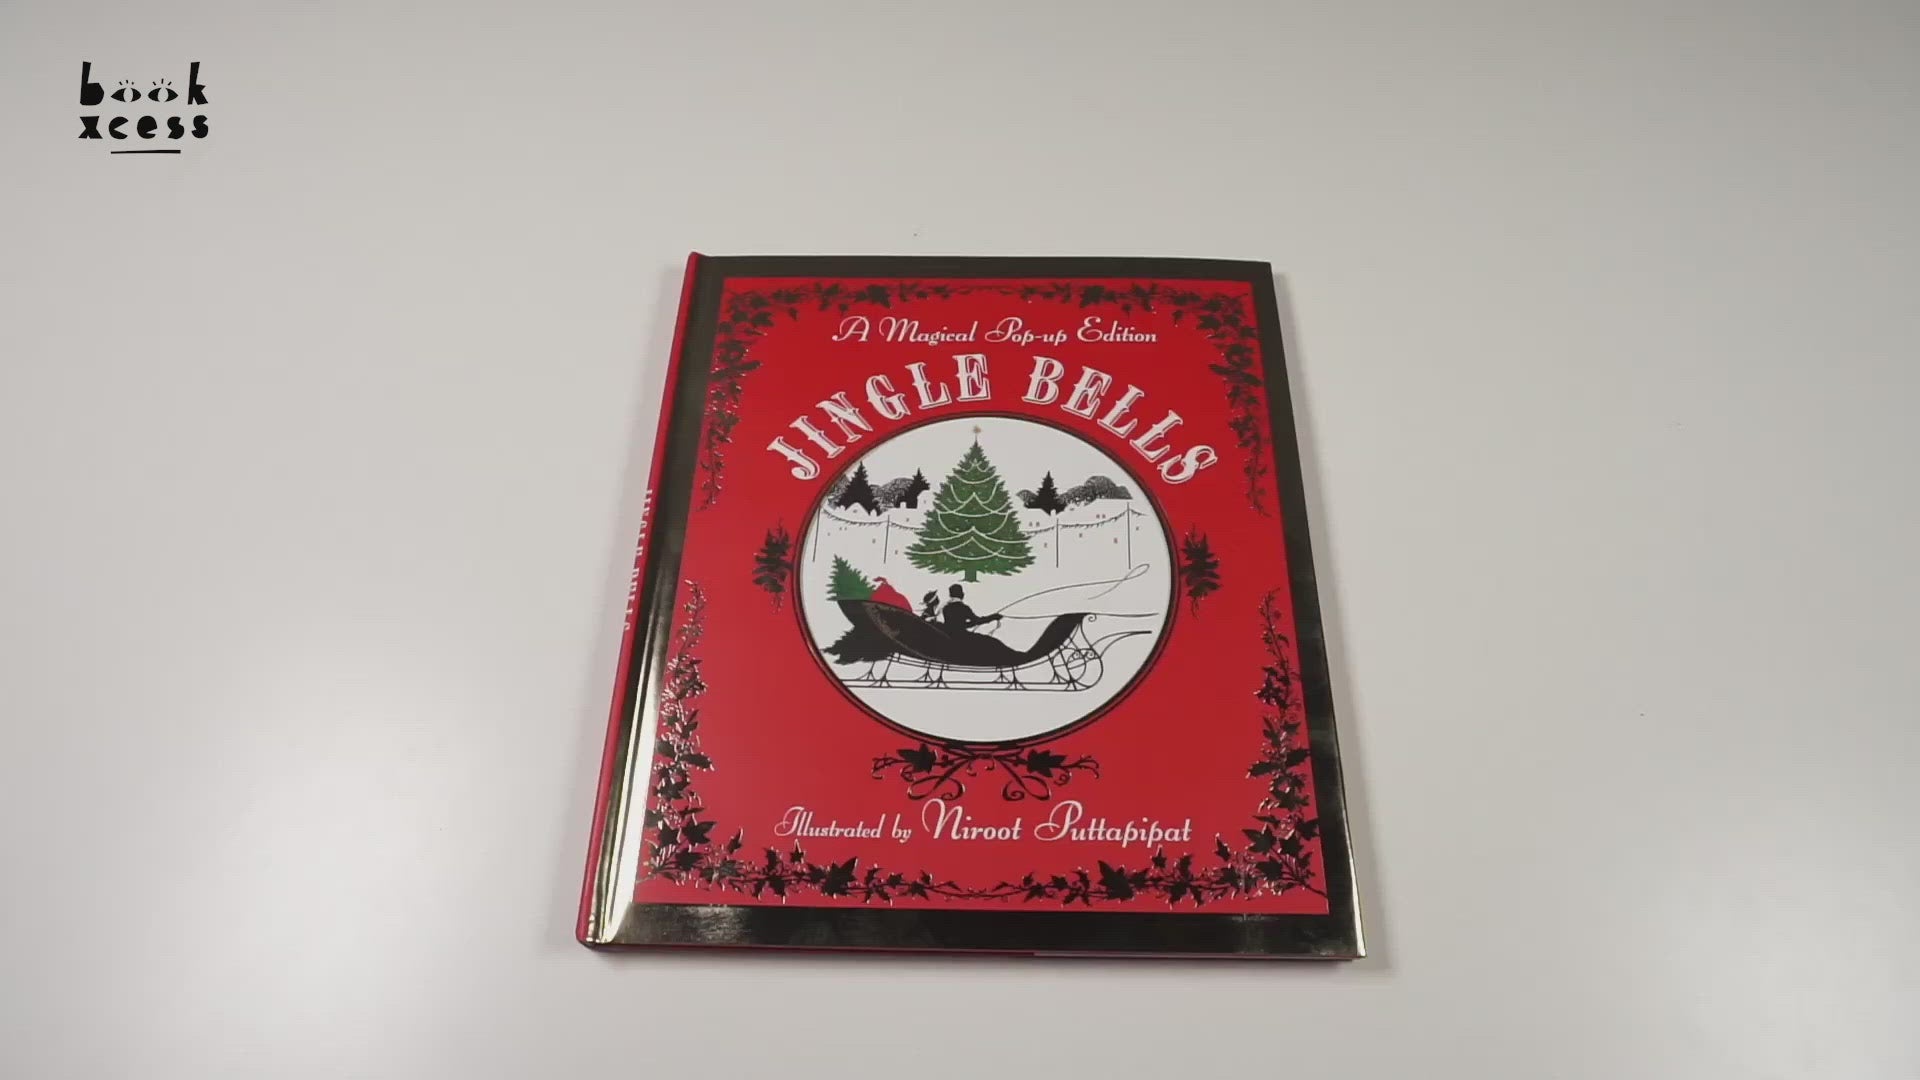 book
xcess
A Magical Pop-up Edition
JINGLE BELLS
Illustrated by Niroot Puttapipat
JINGLE BELLS